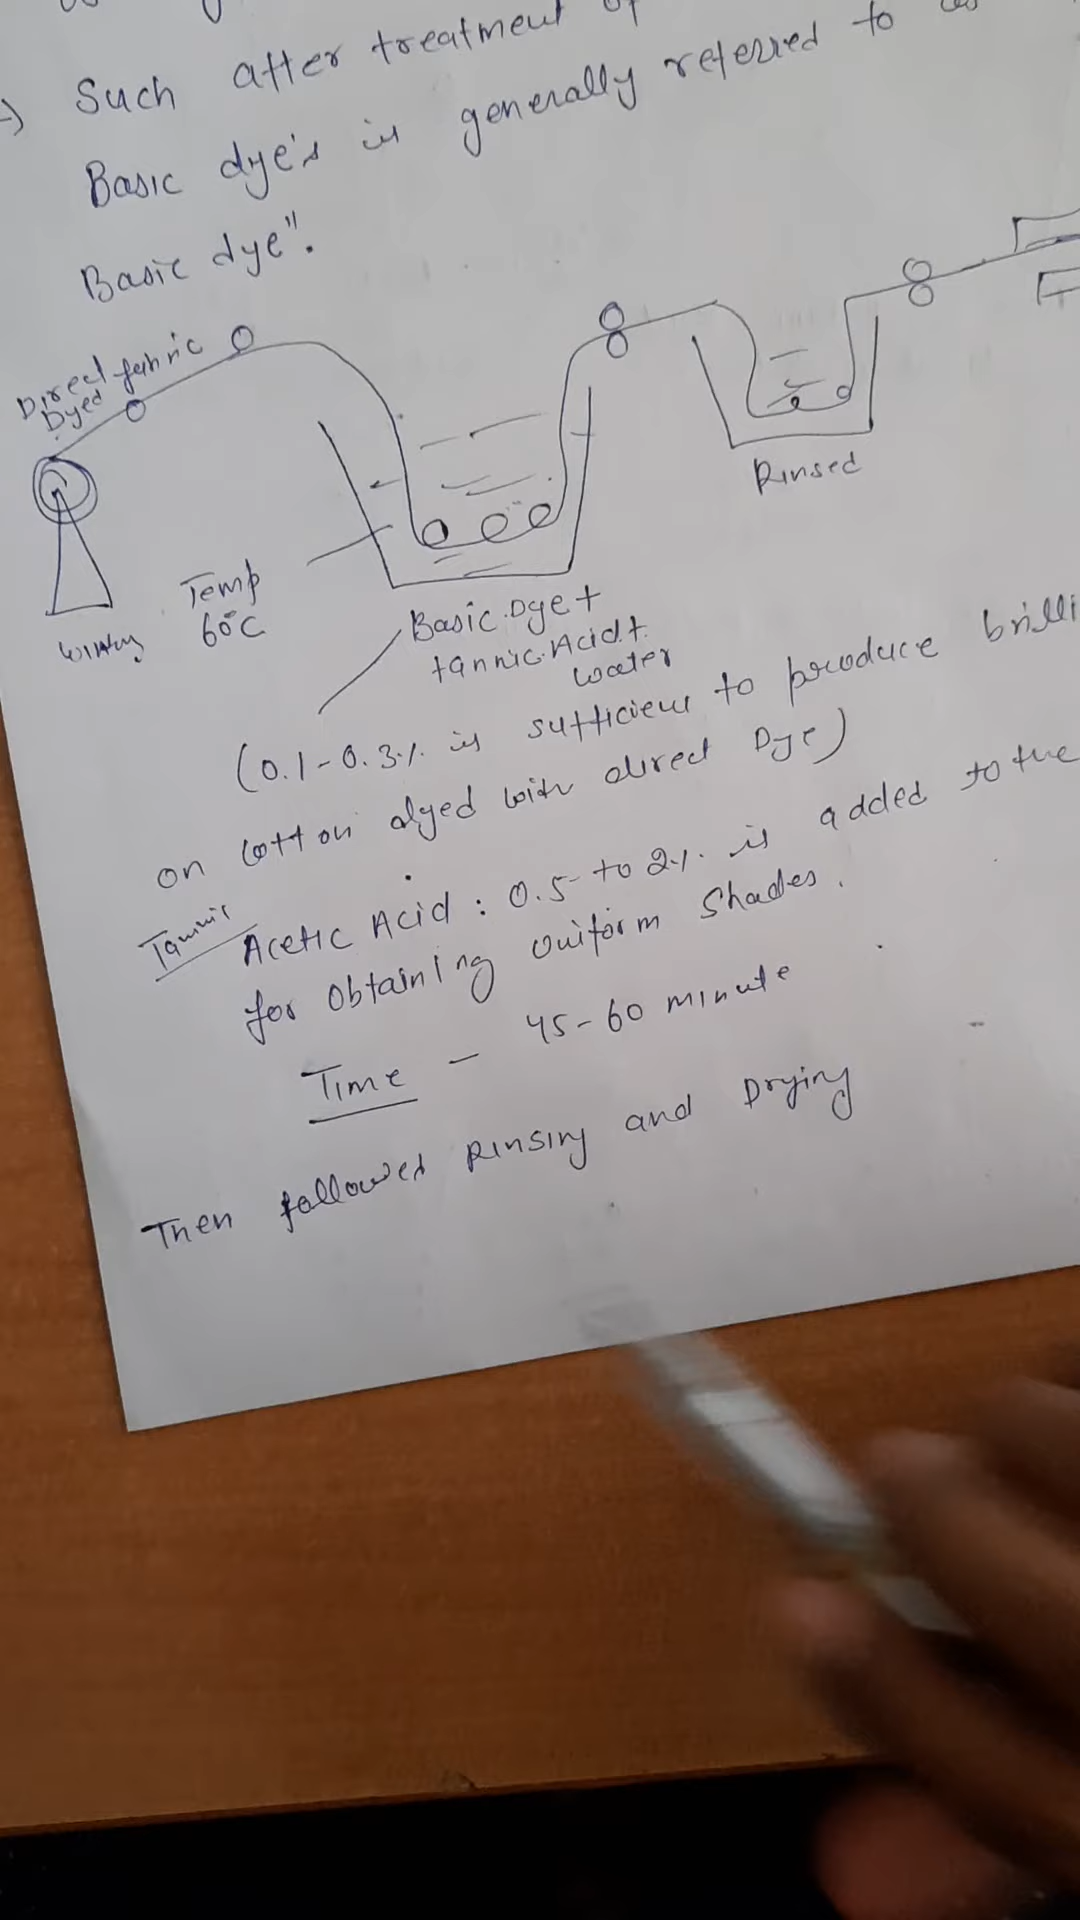 Such after treatment of
Basic dye's is generally referred to as
Basic dye".
Direct fabric
Dyed
Temp
60°C
Basic Dye +
tannic Acid +
water
Rinsed
(0.1-0.3% is sufficient to produce brilli
on cotton dyed with direct Dye)
Tannic
Acetic Acid : 0.5 to 2%. is added to the
for obtaining uniform shades.
Time - 45-60 minute
Then followed Rinsing and Drying